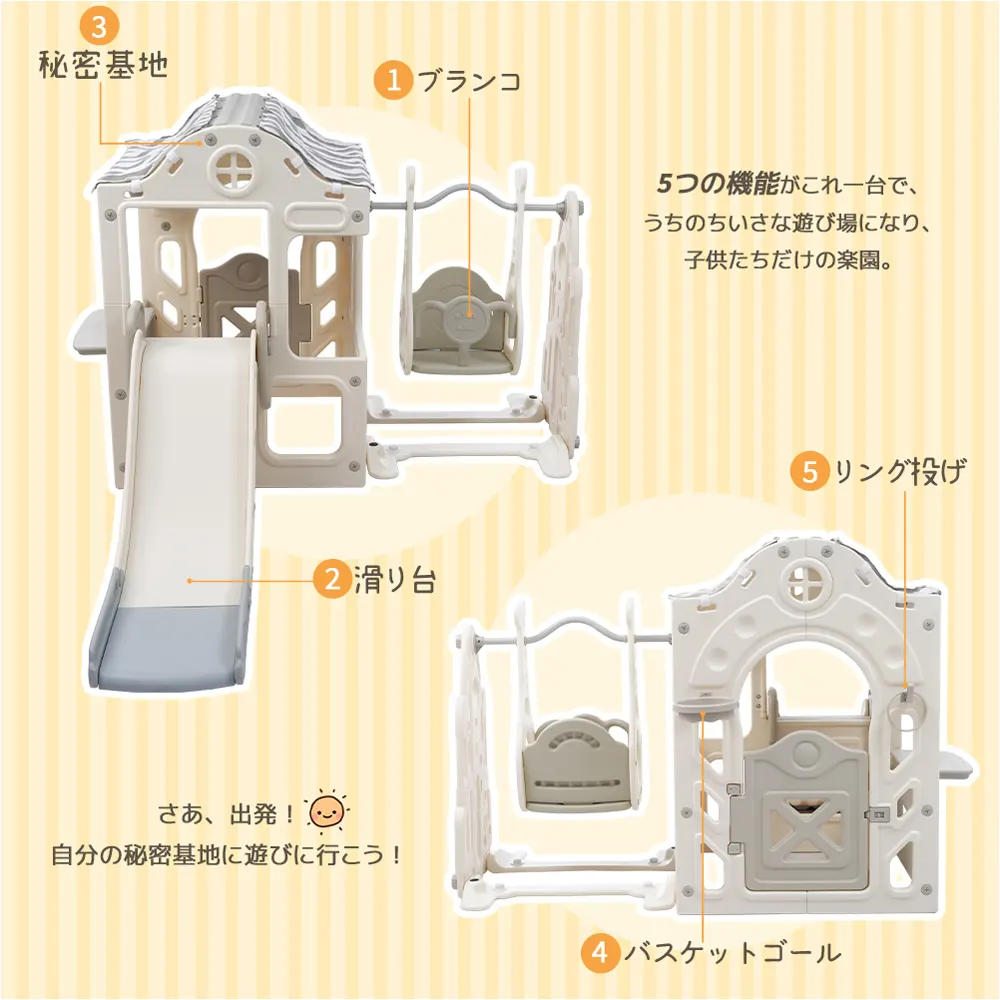 3
秘密基地
1 ブランコ
5つの機能がこれ一台で、
うちのちいさな遊び場になり、
子供たちだけの楽園。
5 リング投げ
2 滑り台
さあ、出発！
自分の秘密基地に遊びに行こう！
4 バスケットゴール